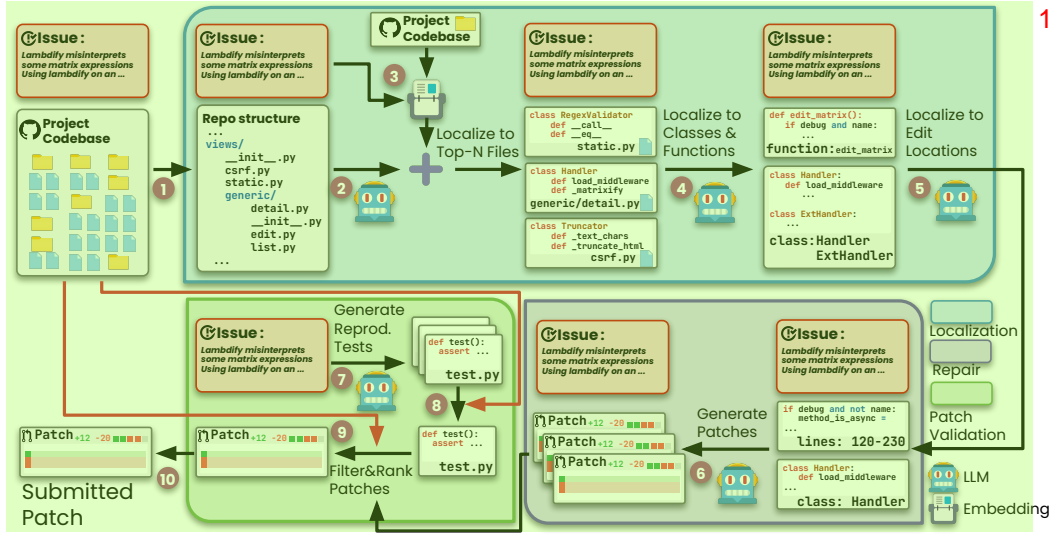 1
Issue:
Lambdify misinterprets
some matrix expressions
Using lambdify on an ...
Project
Codebase
1
Issue:
Lambdify misinterprets
some matrix expressions
Using lambdify on an ...
Repo structure
...
views/
__init__.py
csrf.py
static.py
generic/
detail.py
__init__.py
edit.py
list.py
...
Project
Codebase
3
2
Localize to
Top-N Files
Issue:
Lambdify misinterprets
some matrix expressions
Using lambdify on an ...
class RegexValidator
def __call__
def __eq__
static.py
class Handler
def load_middleware
def _matrixify
generic/detail.py
class Truncator
def _text_chars
def _truncate_html
csrf.py
Localize to
Classes &
Functions
4
Issue:
Lambdify misinterprets
some matrix expressions
Using lambdify on an ...
def edit_matrix():
if debug and name:
...
function:edit_matrix
class Handler:
def load_middleware
...
class ExtHandler:
...
class:Handler
ExtHandler
Localize to
Edit
Locations
5
Issue:
Lambdify misinterprets
some matrix expressions
Using lambdify on an ...
Generate
Reprod.
Tests
7
def test():
assert ...
test.py
8
def test():
assert ...
test.py
9
Filter&Rank
Patches
Patch +12 -20
10
Patch +12 -20
Submitted
Patch
Issue:
Lambdify misinterprets
some matrix expressions
Using lambdify on an ...
Patch +12 -20
Patch +12 -20
Patch +12 -20
Generate
Patches
6
Issue:
Lambdify misinterprets
some matrix expressions
Using lambdify on an ...
if debug and not name:
method_is_async =
...
lines: 120-230
class Handler:
def load_middleware
...
class: Handler
Localization
Repair
Patch
Validation
LLM
Embedding